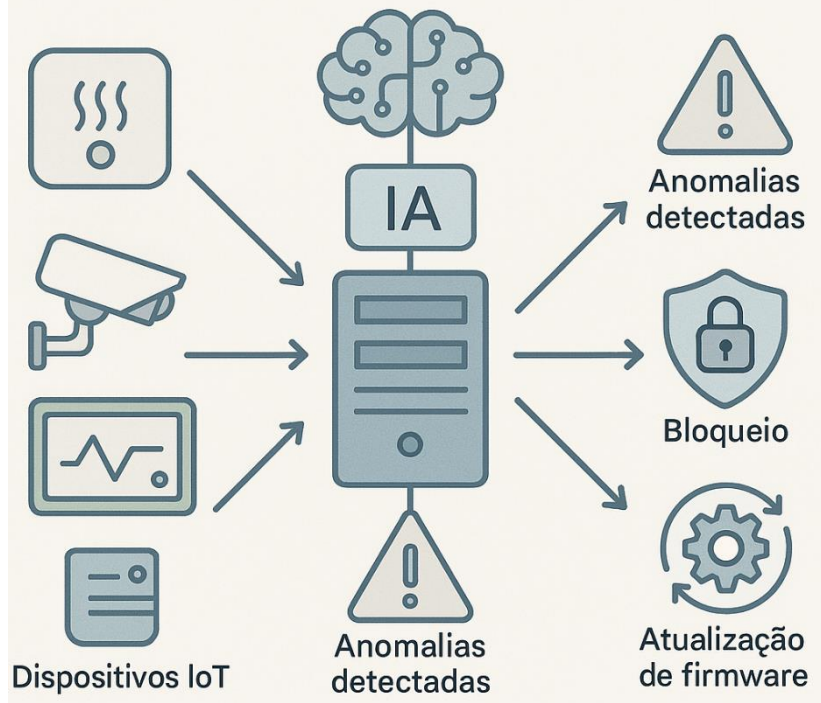 IA
Anomalias
detectadas
Bloqueio
Atualização
de firmware
Anomalias
detectadas
Dispositivos IoT